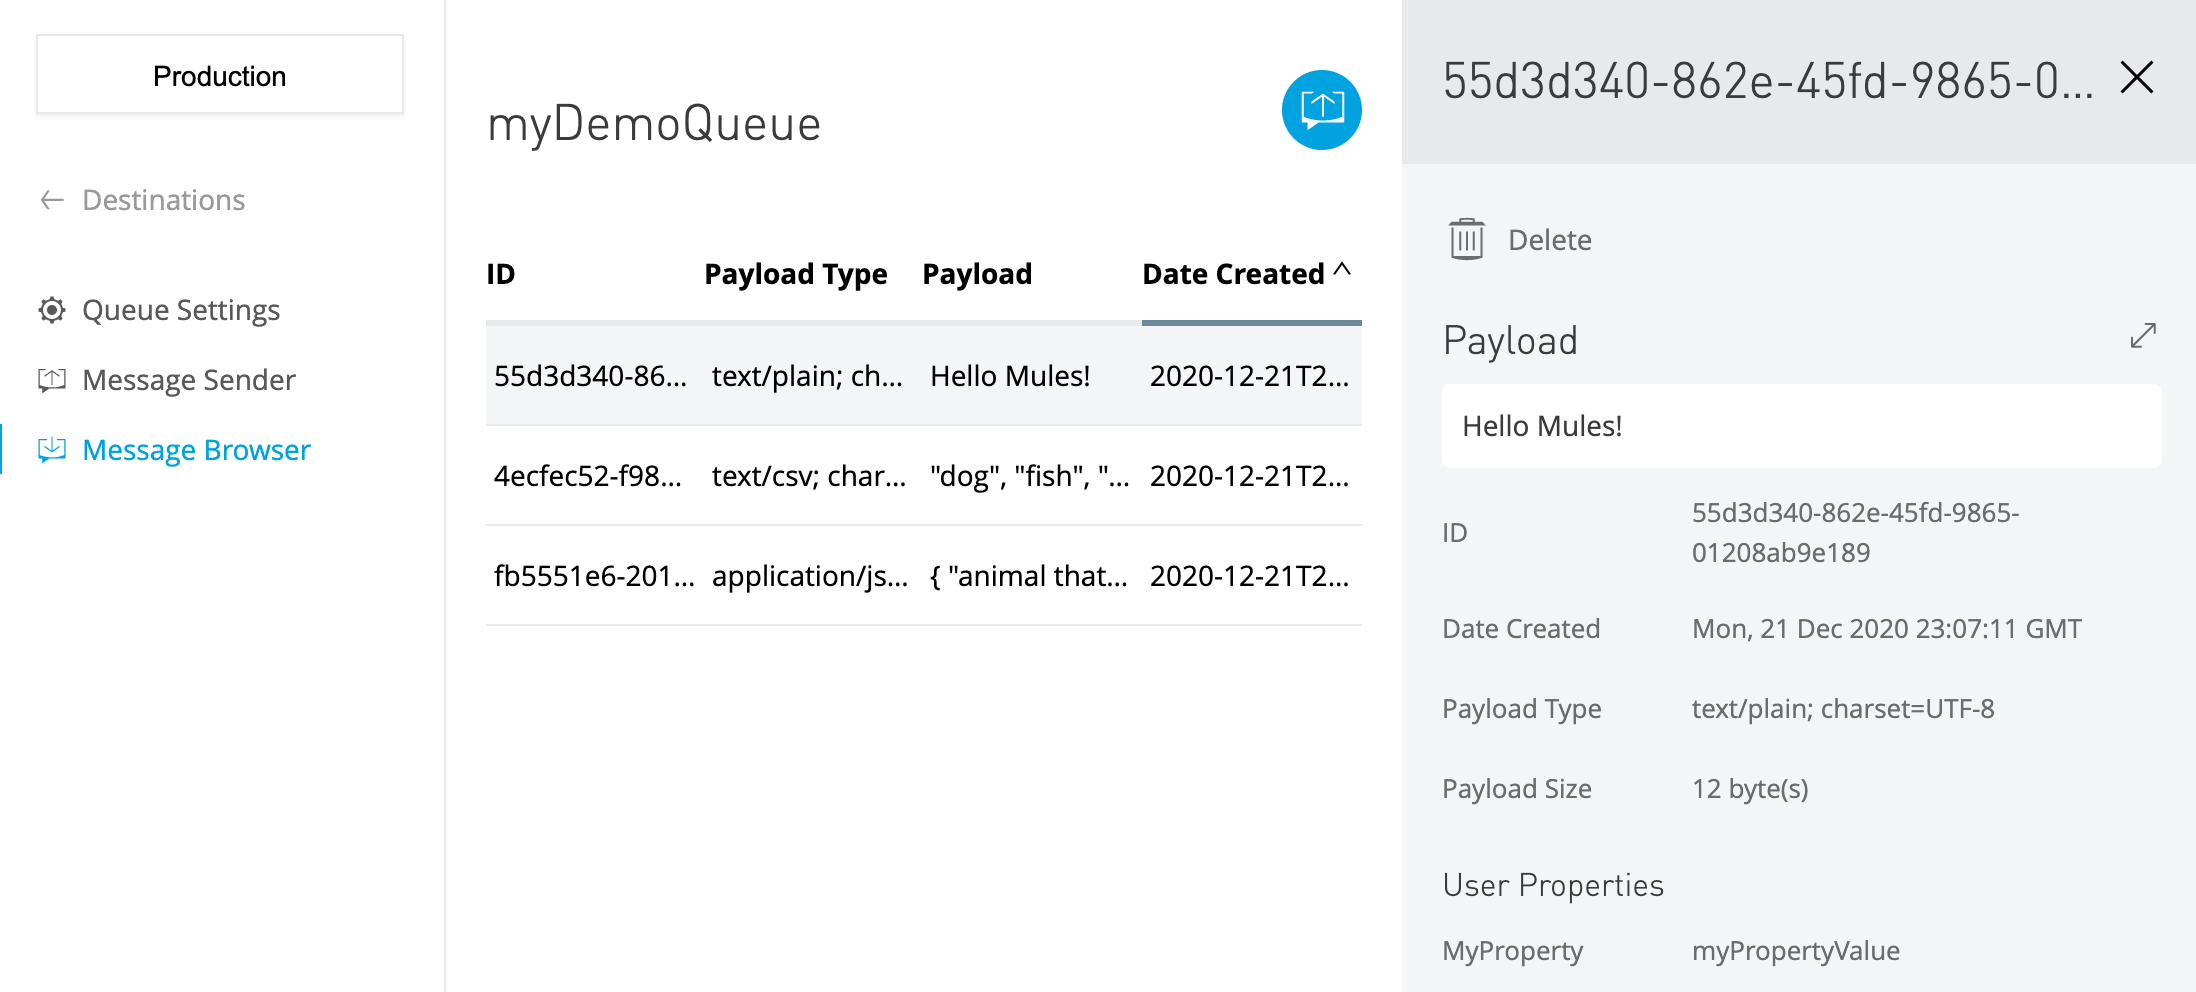 Production
Destinations
Queue Settings
Message Sender
Message Browser
myDemoQueue
ID Payload Type Payload Date Created
55d3d340-86... text/plain; ch... Hello Mules! 2020-12-21T2...
4ecfec52-f98... text/csv; char... "dog", "fish", "... 2020-12-21T2...
fb5551e6-201... application/js... { "animal that... 2020-12-21T2...
55d3d340-862e-45fd-9865-0...
Delete
Payload
Hello Mules!
ID 55d3d340-862e-45fd-9865-
01208ab9e189
Date Created Mon, 21 Dec 2020 23:07:11 GMT
Payload Type text/plain; charset=UTF-8
Payload Size 12 byte(s)
User Properties
MyProperty myPropertyValue